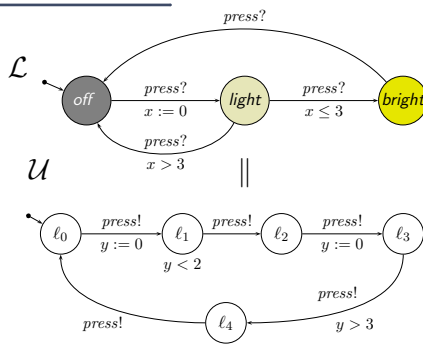 press?
ℒ
off
press?
x := 0
light
press?
x ≤ 3
bright
press?
x > 3
𝒰
||
ℓ0
press!
y := 0
ℓ1
y < 2
press!
ℓ2
press!
y := 0
ℓ3
press!
y > 3
ℓ4
press!